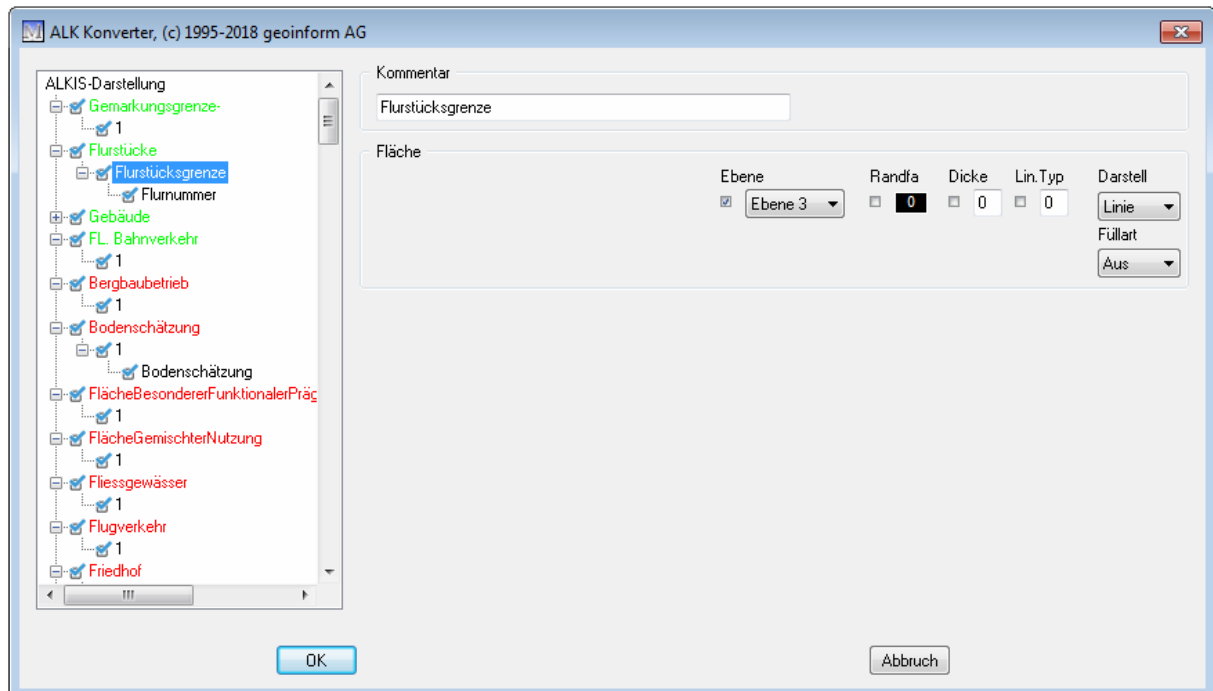 ALK Konverter, (c) 1995-2018 geoinform AG
ALKIS-Darstellung
Gemarkungsgrenze-
1
Flurstücke
Flurstücksgrenze
Flurnummer
Gebäude
FL. Bahnverkehr
1
Bergbaubetrieb
1
Bodenschätzung
1
Bodenschätzung
FlächeBesondererFunktionalerPräg
1
FlächeGemischterNutzung
1
Fliessgewässer
1
Flugverkehr
1
Friedhof
Kommentar
Flurstücksgrenze
Fläche
Ebene Randfa Dicke Lin.Typ Darstell
Ebene 3 0 0 0 Linie
Füllart
Aus
OK Abbruch